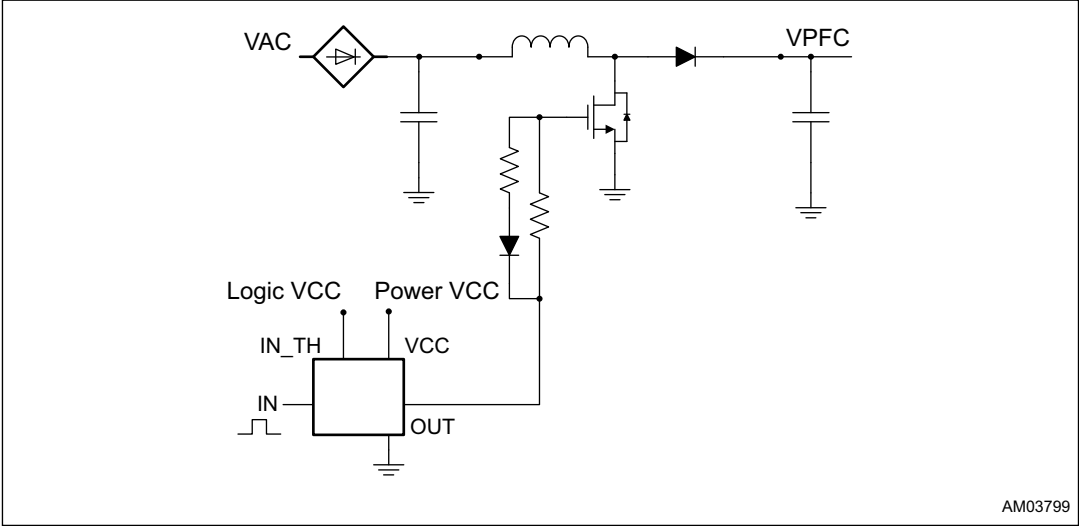 VAC
VPFC
Logic VCC
Power VCC
IN_TH
VCC
IN
OUT
AM03799